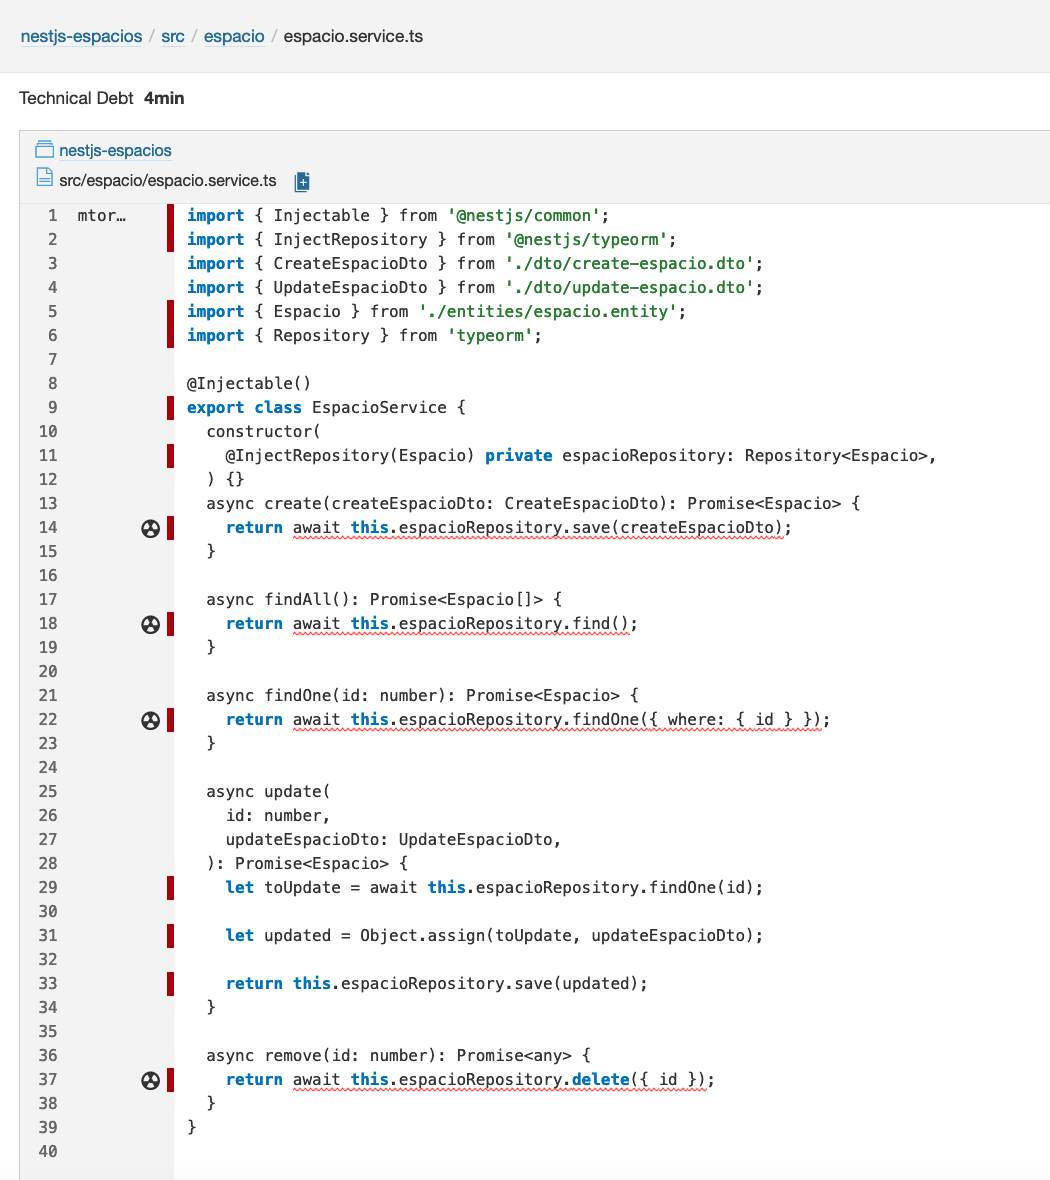 nestjs-espacios / src / espacio / espacio.service.ts
Technical Debt 4min
nestjs-espacios
src/espacio/espacio.service.ts
1 mtor… import { Injectable } from '@nestjs/common';
2 import { InjectRepository } from '@nestjs/typeorm';
3 import { CreateEspacioDto } from './dto/create-espacio.dto';
4 import { UpdateEspacioDto } from './dto/update-espacio.dto';
5 import { Espacio } from './entities/espacio.entity';
6 import { Repository } from 'typeorm';
7
8 @Injectable()
9 export class EspacioService {
10   constructor(
11     @InjectRepository(Espacio) private espacioRepository: Repository<Espacio>,
12   ) {}
13   async create(createEspacioDto: CreateEspacioDto): Promise<Espacio> {
14     return await this.espacioRepository.save(createEspacioDto);
15   }
16
17   async findAll(): Promise<Espacio[]> {
18     return await this.espacioRepository.find();
19   }
20
21   async findOne(id: number): Promise<Espacio> {
22     return await this.espacioRepository.findOne({ where: { id } });
23   }
24
25   async update(
26     id: number,
27     updateEspacioDto: UpdateEspacioDto,
28   ): Promise<Espacio> {
29     let toUpdate = await this.espacioRepository.findOne(id);
30
31     let updated = Object.assign(toUpdate, updateEspacioDto);
32
33     return this.espacioRepository.save(updated);
34   }
35
36   async remove(id: number): Promise<any> {
37     return await this.espacioRepository.delete({ id });
38   }
39 }
40